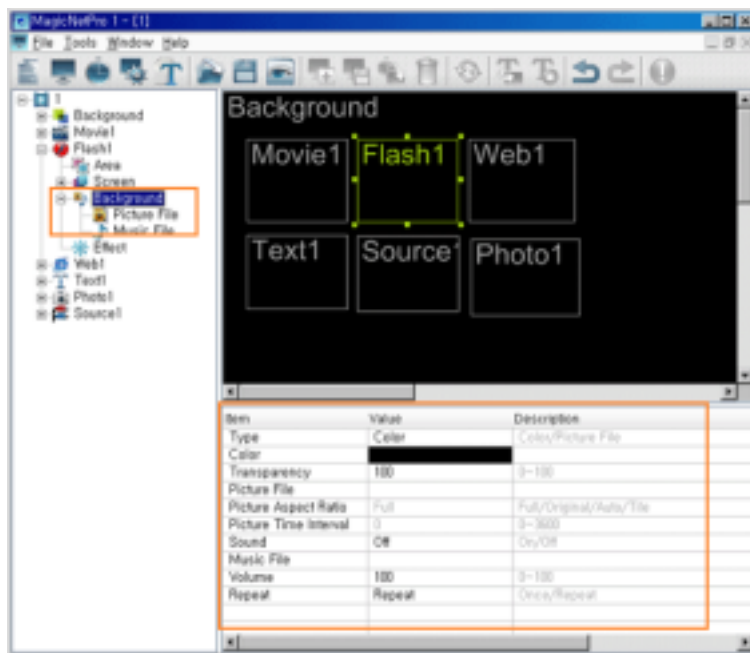 MagicNetPro 1 - [1]
File Tools Window Help
1
Background
Movie1
Flash1
Area
Screen
Background
Picture File
Music File
Effect
Web1
Text1
Photo1
Source1
Background
Movie1 Flash1 Web1
Text1 Source Photo1
Item Value Description
Type Color Color/Picture File
Color
Transparency 100 0~100
Picture File
Picture Aspect Ratio Full Full/Original/Auto/Tile
Picture Time Interval 0 0~3600
Sound Off On/Off
Music File
Volume 100 0~100
Repeat Repeat Once/Repeat